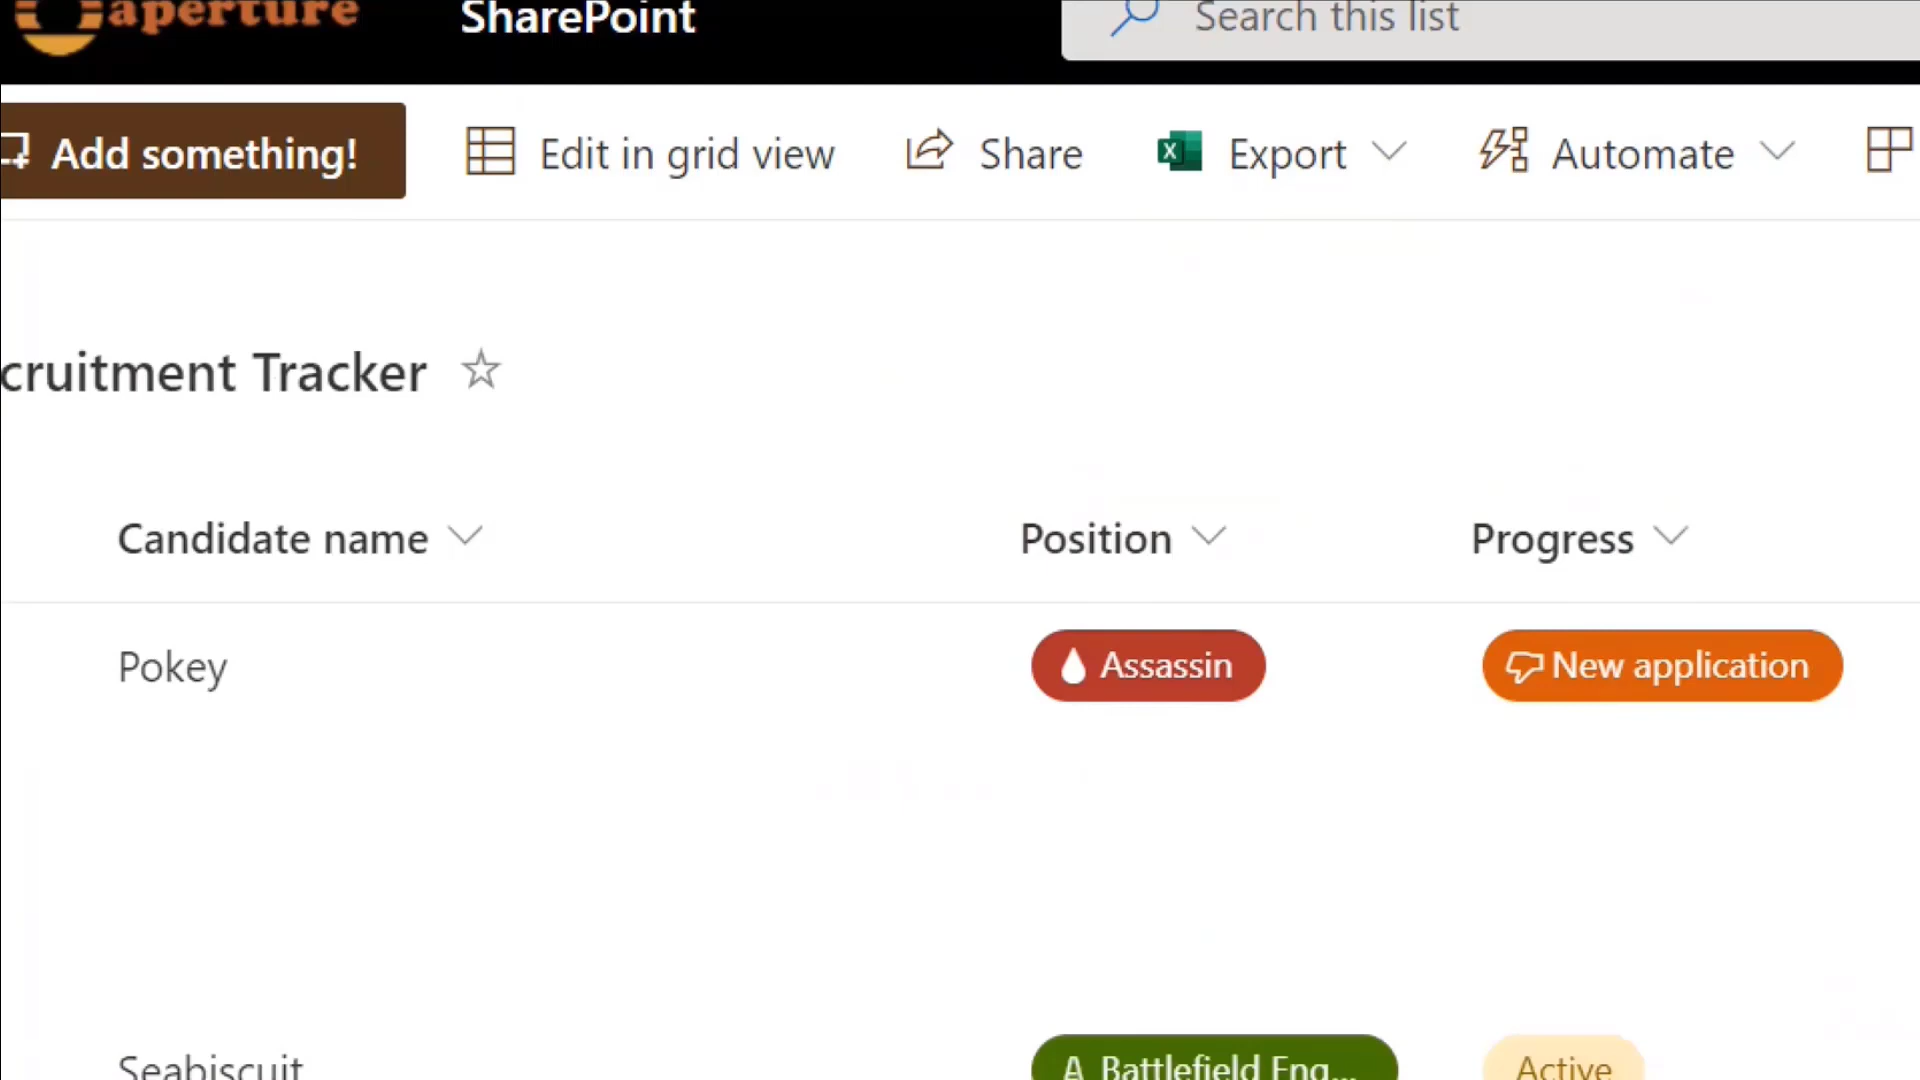 aperture
SharePoint
Search this list
Add something!
Edit in grid view
Share
Export
Automate
cruitment Tracker
Candidate name
Position
Progress
Pokey
Assassin
New application
Seabiscuit
Battlefield Eng...
Active